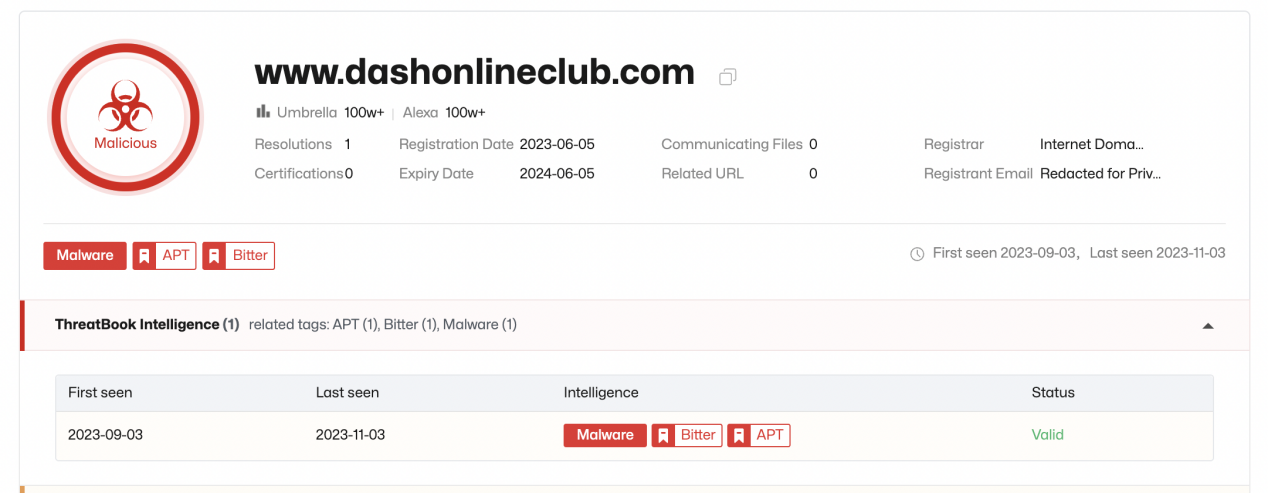 www.dashonlineclub.com
Umbrella 100w+ | Alexa 100w+
Malicious
Resolutions 1 Registration Date 2023-06-05 Communicating Files 0 Registrar Internet Doma...
Certifications 0 Expiry Date 2024-06-05 Related URL 0 Registrant Email Redacted for Priv...
Malware APT Bitter First seen 2023-09-03, Last seen 2023-11-03
ThreatBook Intelligence (1) related tags: APT (1), Bitter (1), Malware (1)
First seen Last seen Intelligence Status
2023-09-03 2023-11-03 Malware Bitter APT Valid